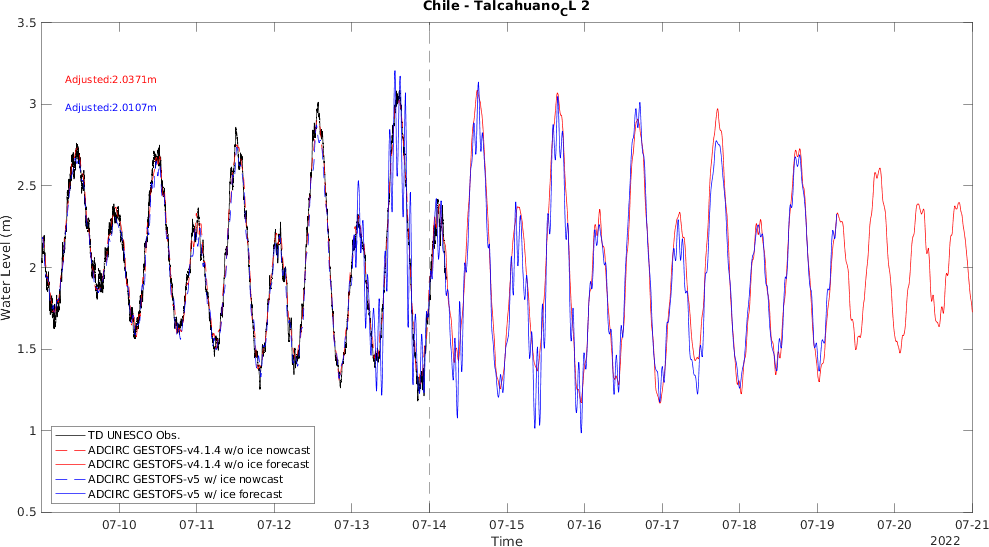 Chile - TalcahuanoCL 2
3.5
3
2.5
2
1.5
1
0.5
Water Level (m)
Adjusted:2.0371m
Adjusted:2.0107m
TD UNESCO Obs.
ADCIRC GESTOFS-v4.1.4 w/o ice nowcast
ADCIRC GESTOFS-v4.1.4 w/o ice forecast
ADCIRC GESTOFS-v5 w/ ice nowcast
ADCIRC GESTOFS-v5 w/ ice forecast
07-10 07-11 07-12 07-13 07-14 07-15 07-16 07-17 07-18 07-19 07-20 07-21
Time
2022